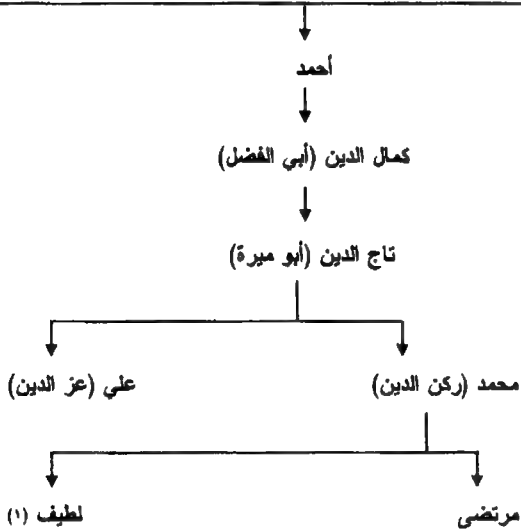 أحمد
كمال الدين (أبي الفضل)
تاج الدين (أبو ميرة)
محمد (ركن الدين) علي (عز الدين)
مرتضى لطيف (١)